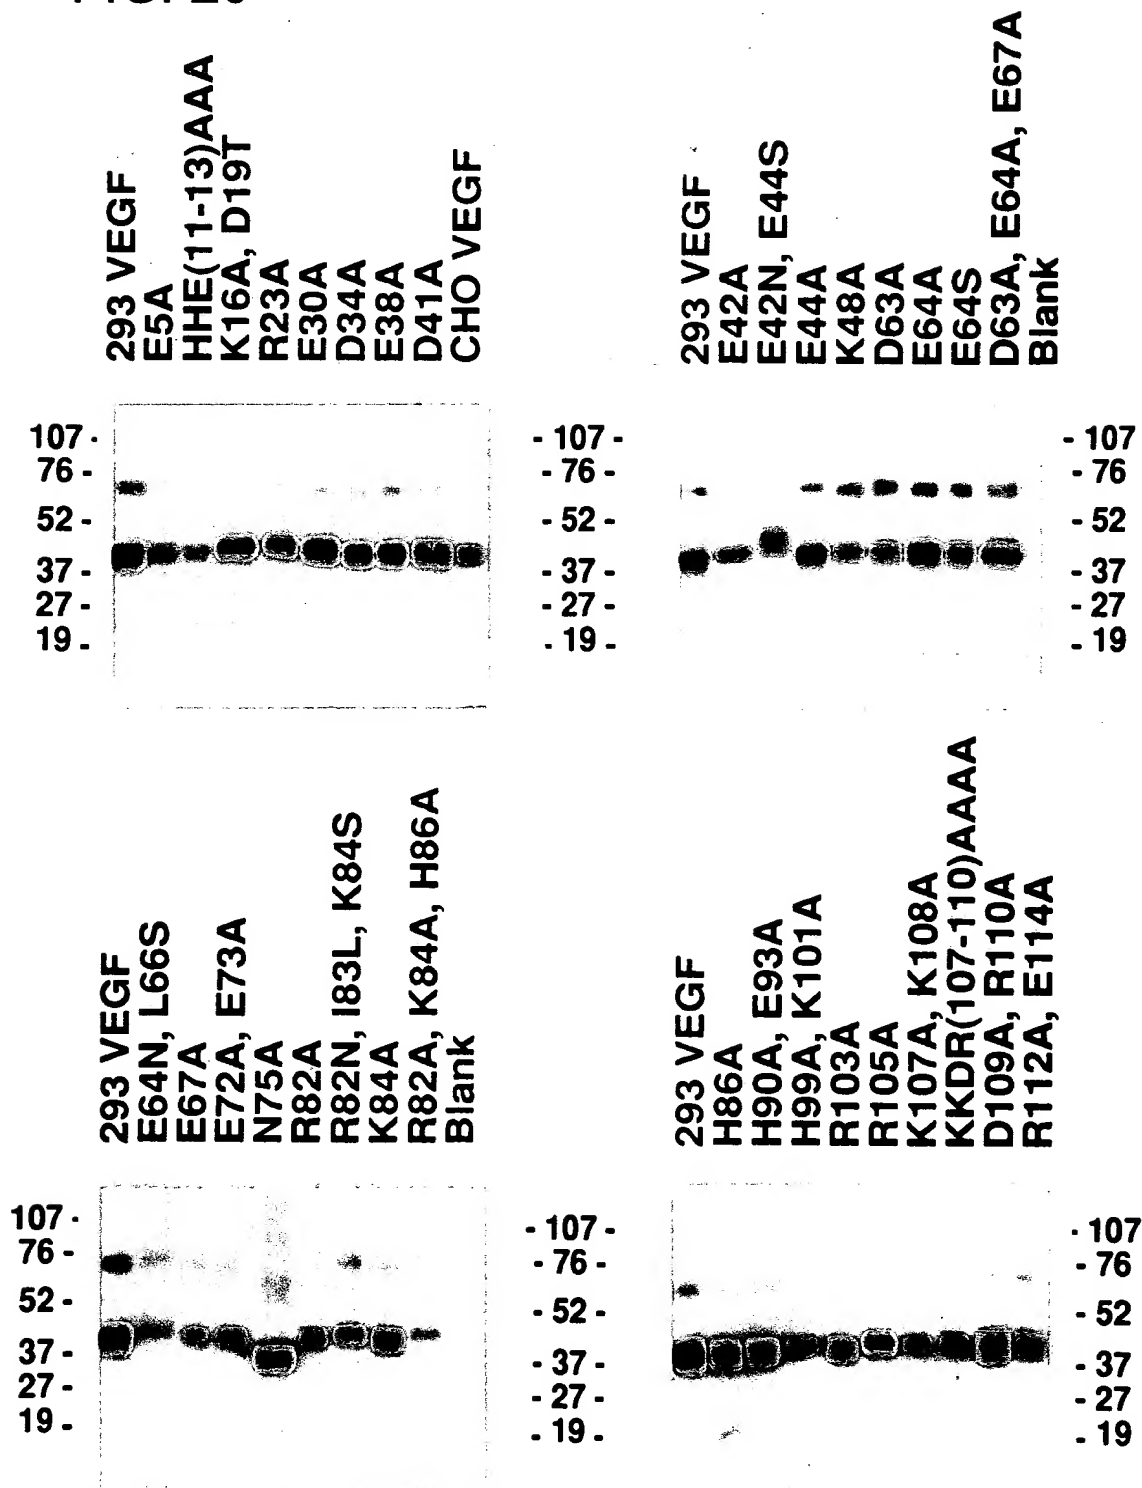 293 VEGF
E5A
HHE(11-13)AAA
K16A, D19T
R23A
E30A
D34A
E38A
D41A
CHO VEGF
293 VEGF
E42A
E42N, E44S
E44A
K48A
D63A
E64A
E64S
D63A, E64A, E67A
Blank
107 -
76 -
52 -
37 -
27 -
19 -
- 107 -
- 76 -
- 52 -
- 37 -
- 27 -
- 19 -
- 107
- 76
- 52
- 37
- 27
- 19
293 VEGF
E64N, L66S
E67A
E72A, E73A
N75A
R82A
R82N, I83L, K84S
K84A
R82A, K84A, H86A
Blank
293 VEGF
H86A
H90A, E93A
H99A, K101A
R103A
R105A
K107A, K108A
KKDR(107-110)AAAA
D109A, R110A
R112A, E114A
107 -
76 -
52 -
37 -
27 -
19 -
- 107 -
- 76 -
- 52 -
- 37 -
- 27 -
- 19 -
- 107
- 76
- 52
- 37
- 27
- 19